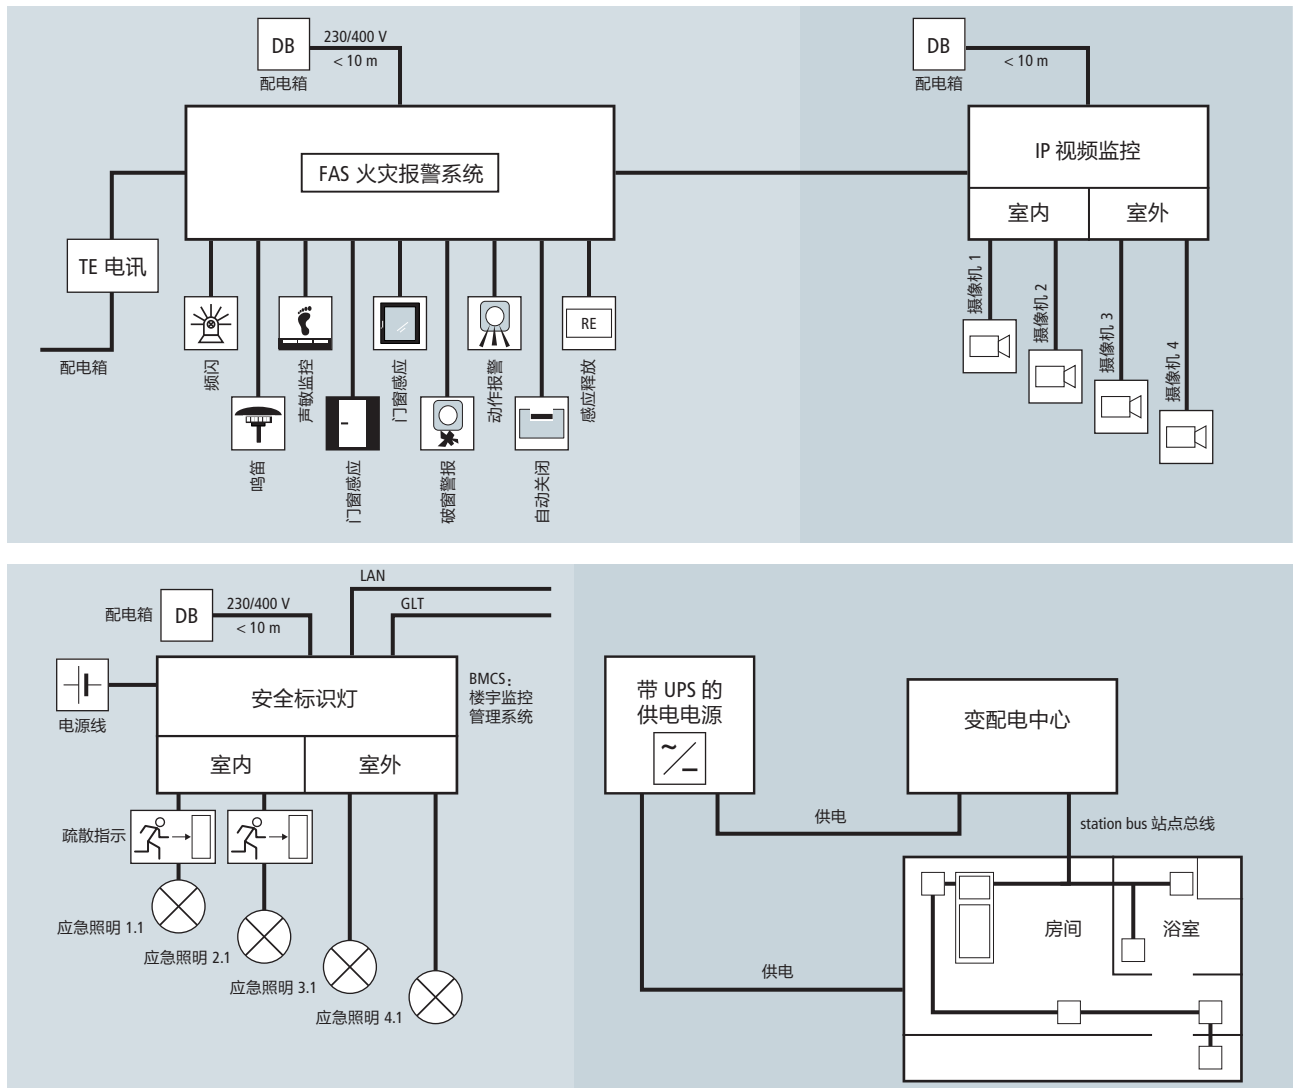 DB
230/400 V
< 10 m
配电箱
FAS 火灾报警系统
TE 电讯
配电箱
频闪
鸣笛
声敏监控
门窗感应
门窗感应
破窗警报
动作报警
自动关闭
RE
感应释放
DB
< 10 m
配电箱
IP 视频监控
室内
室外
摄像机 1
摄像机 2
摄像机 3
摄像机 4
LAN
GLT
配电箱
DB
230/400 V
< 10 m
电源线
安全标识灯
BMCS：
楼宇监控
管理系统
室内
室外
疏散指示
应急照明 1.1
应急照明 2.1
应急照明 3.1
应急照明 4.1
带 UPS 的
供电电源
变配电中心
供电
station bus 站点总线
供电
房间
浴室